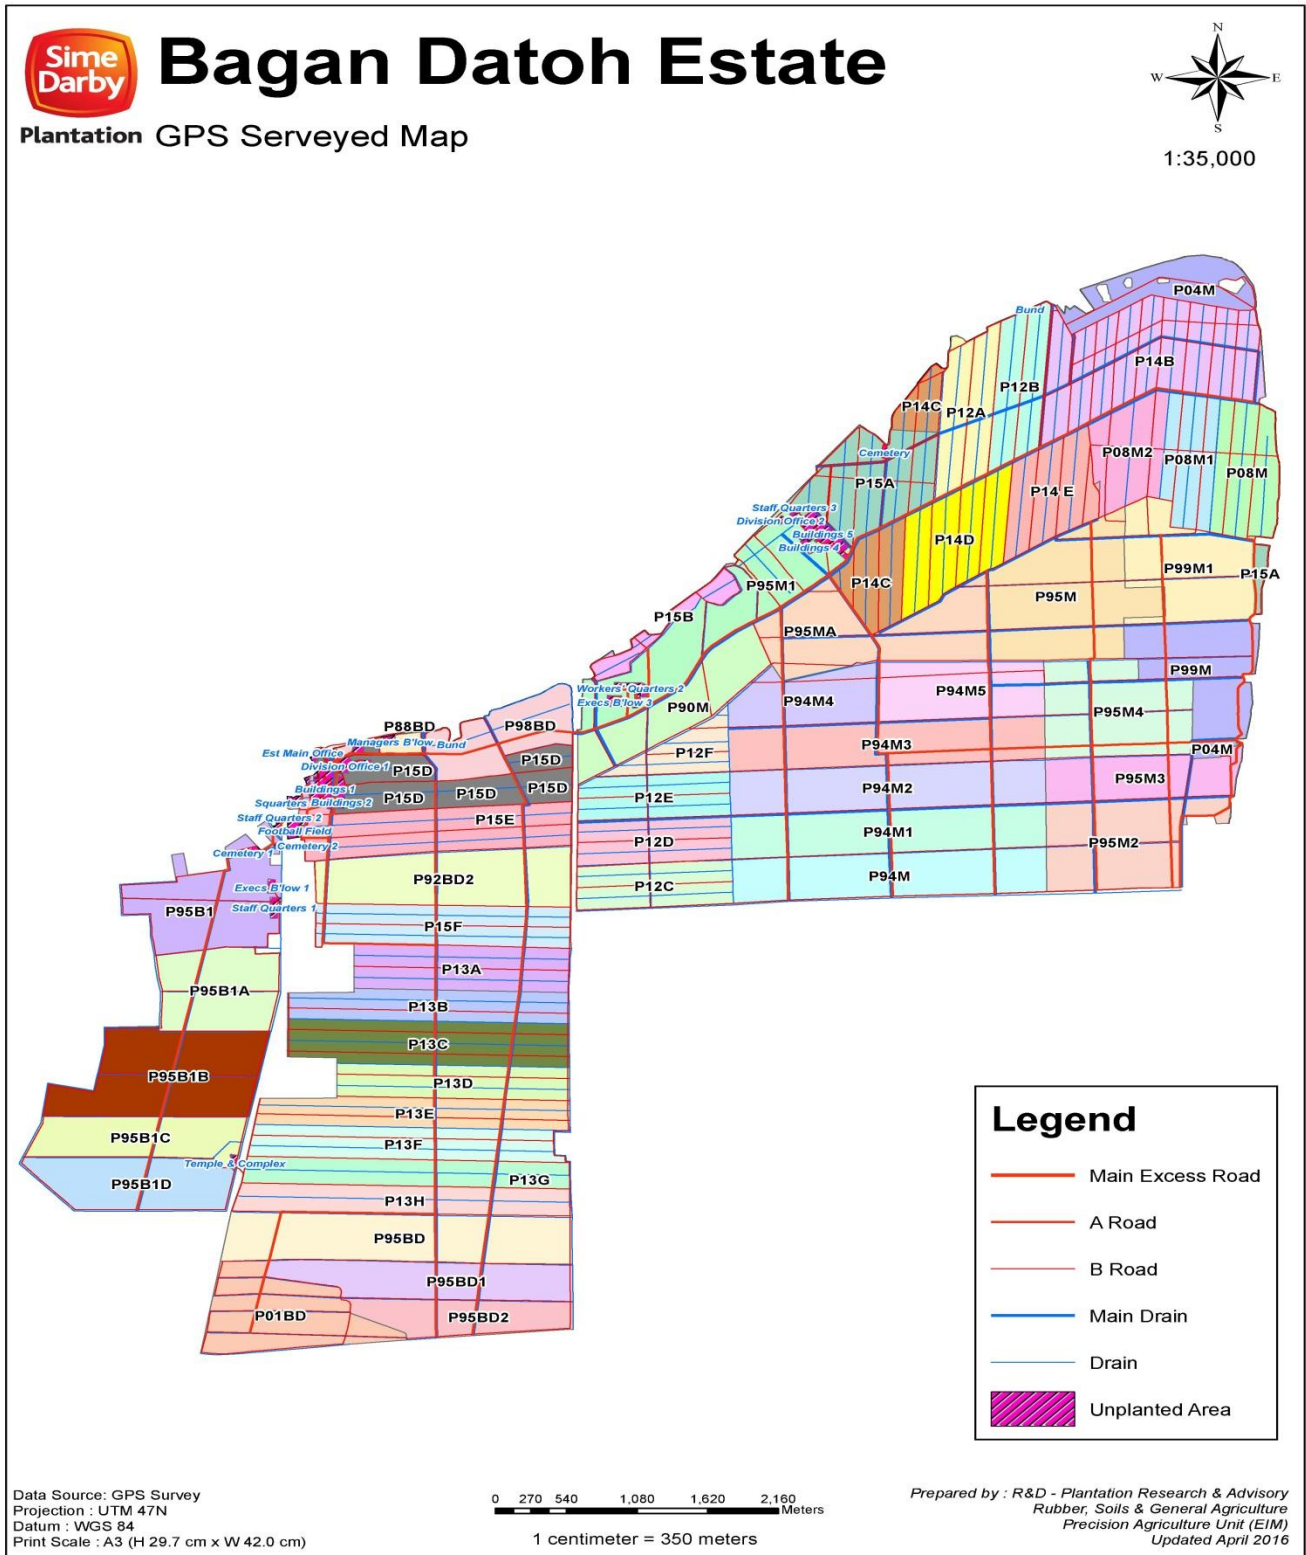 Sime
Darby
Plantation
Bagan Datoh Estate
GPS Serveyed Map
N
W
E
S
1:35,000
P04M
Bund
P14B
P12B
P14C
P12A
P08M2
P08M1
P08M
Cemetery
P15A
P14 E
Staff Quarters 3
Division Office 2
Buildings 5
Buildings 4
P14D
P99M1
P15A
P14C
P95M1
P95M
P15B
P95MA
P99M
Workers' Quarters 2
Execs B'low 3
P90M
P94M4
P94M5
P95M4
P88BD
P98BD
Managers B'low
Bund
Est Main Office
P12F
P94M3
P04M
Division Office 1
P15D
P15D
P95M3
Buildings 1
P15D
P15D
P15D
P12E
P94M2
Squarters Buildings 2
Staff Quarters 2
P15E
Football Field
P94M1
Cemetery 2
P12D
P95M2
Cemetery 1
P92BD2
P94M
Execs B'low 1
P12C
Staff Quarters 1
P95B1
P15F
P13A
P95B1A
P13B
P13C
P95B1B
P13D
P13E
P95B1C
P13F
Temple & Complex
P95B1D
P13G
P13H
P95BD
P95BD1
P01BD
P95BD2
Legend
Main Excess Road
A Road
B Road
Main Drain
Drain
Unplanted Area
Data Source: GPS Survey
Projection : UTM 47N
Datum : WGS 84
Print Scale : A3 (H 29.7 cm x W 42.0 cm)
0 270 540 1,080 1,620 2,160
Meters
1 centimeter = 350 meters
Prepared by : R&D - Plantation Research & Advisory
Rubber, Soils & General Agriculture
Precision Agriculture Unit (EIM)
Updated April 2016